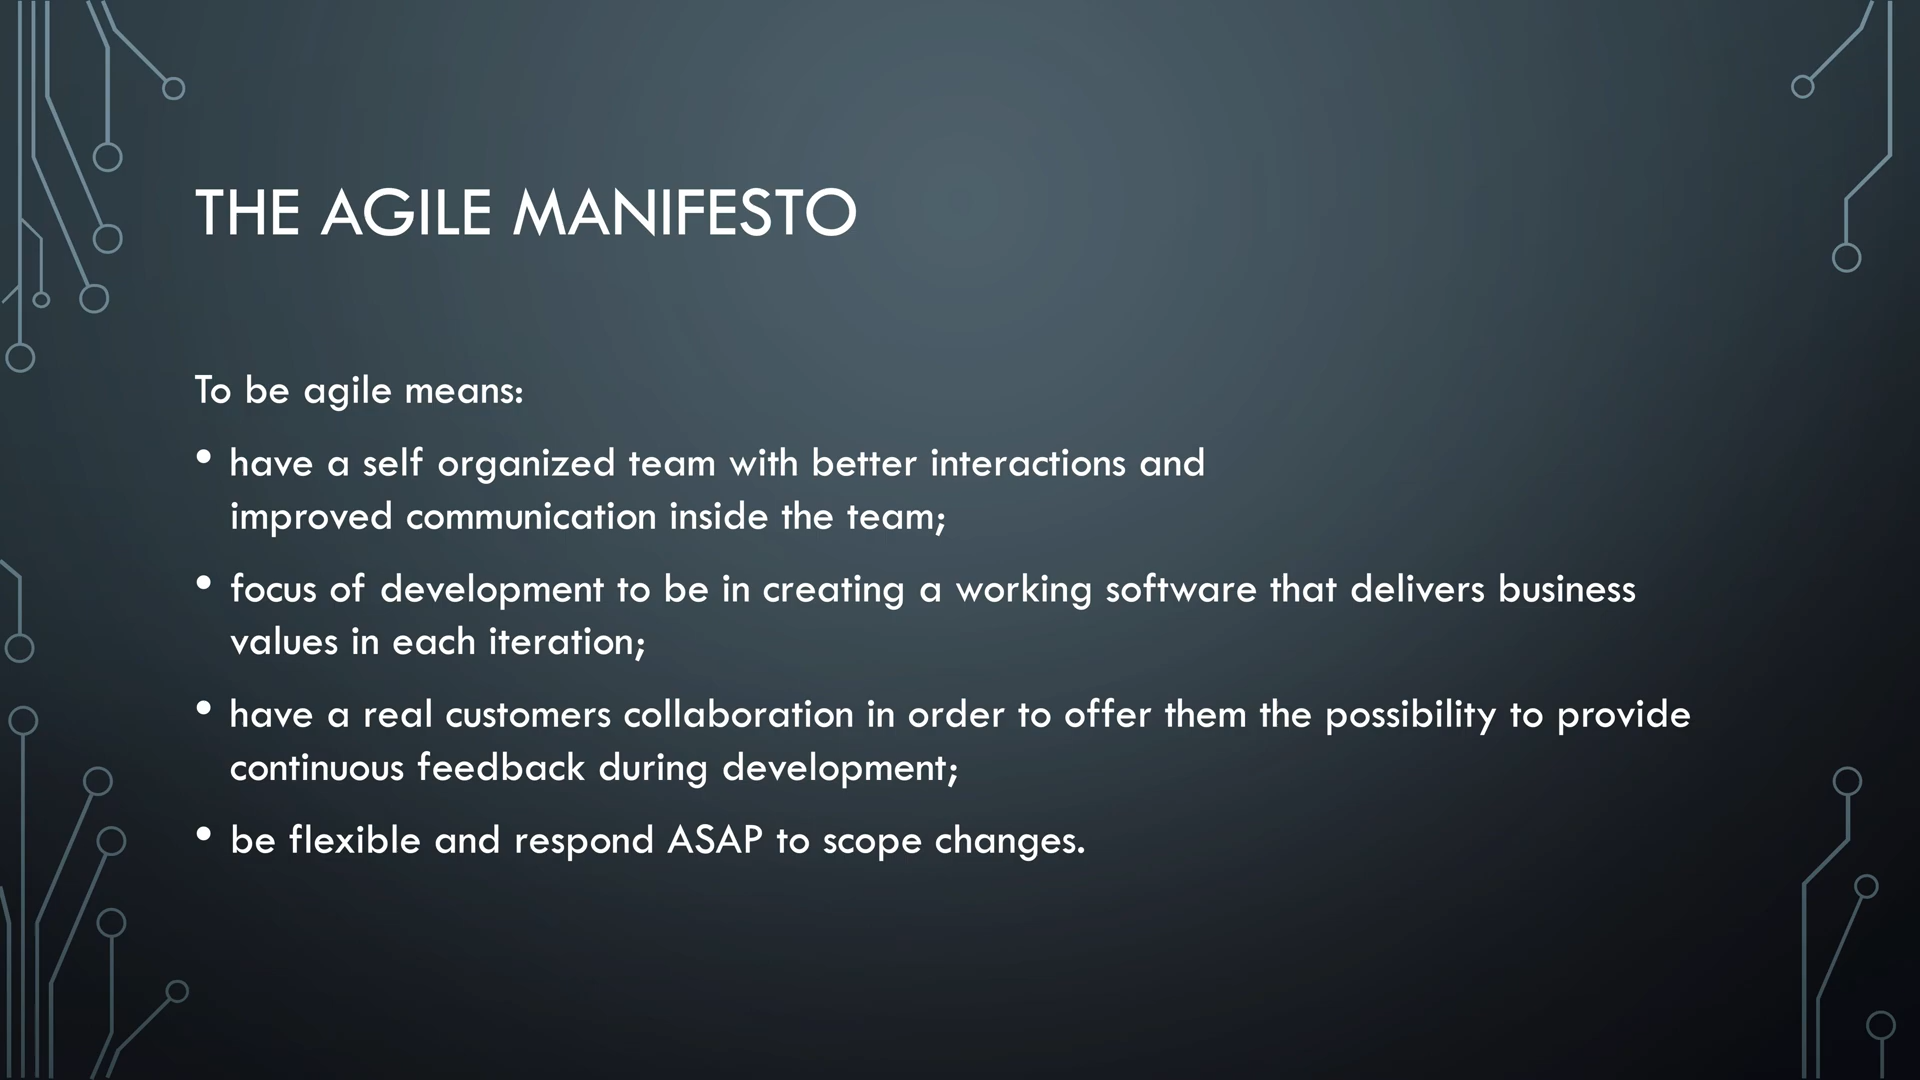 THE AGILE MANIFESTO
To be agile means:
• have a self organized team with better interactions and
improved communication inside the team;
• focus of development to be in creating a working software that delivers business
values in each iteration;
• have a real customers collaboration in order to offer them the possibility to provide
continuous feedback during development;
• be flexible and respond ASAP to scope changes.